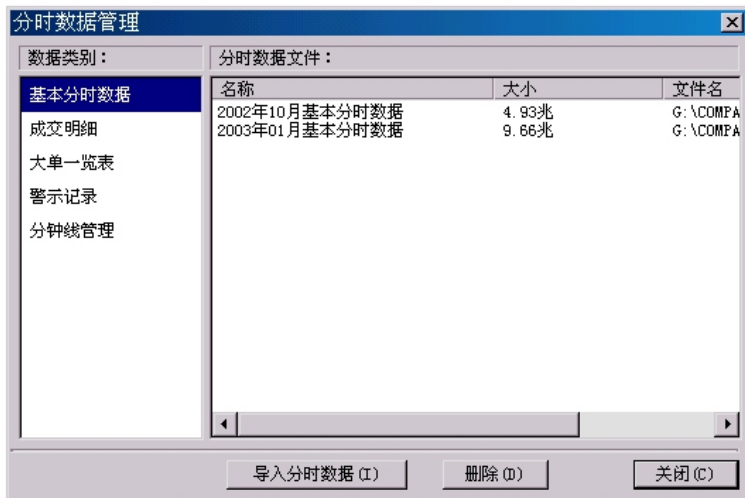 分时数据管理
数据类别：
分时数据文件：
基本分时数据
成交明细
大单一览表
警示记录
分钟线管理
名称 大小 文件名
2002年10月基本分时数据 4.93兆 G:\COMPA
2003年01月基本分时数据 9.66兆 G:\COMPA
导入分时数据(I) 删除(D) 关闭(C)